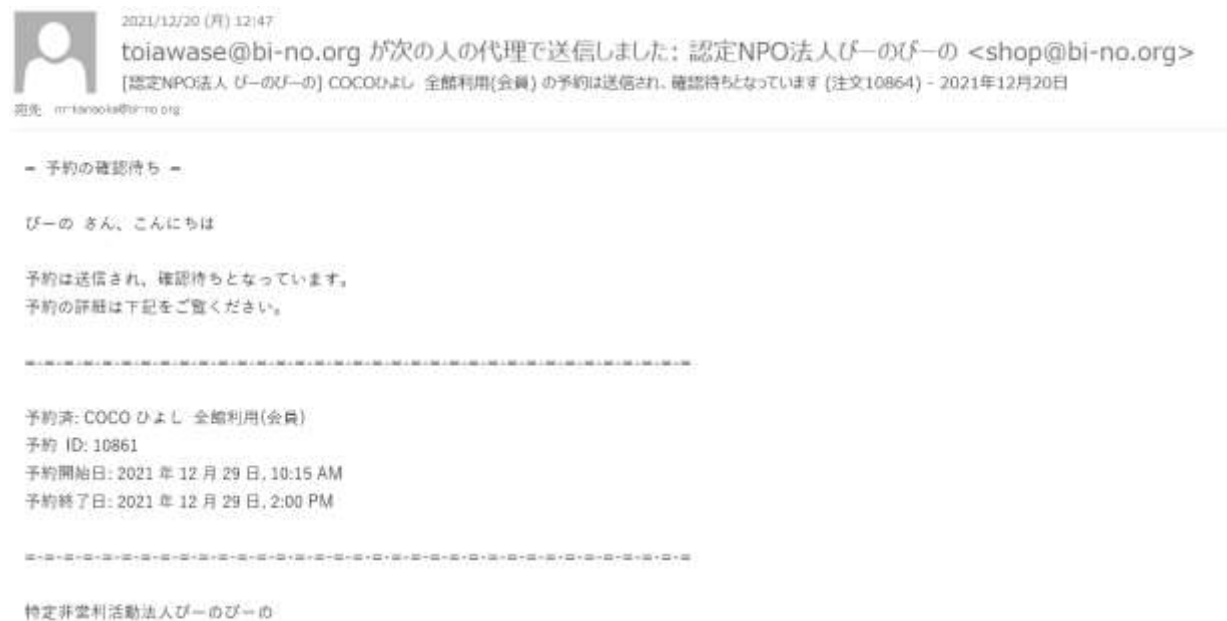 2021/12/20 (月) 12:47
toiawase@bi-no.org が次の人の代理で送信しました: 認定NPO法人びーのびーの <shop@bi-no.org>
[認定NPO法人 びーのびーの] COCOひよし 全館利用(会員) の予約は送信され、確認待ちとなっています (注文10864) - 2021年12月20日
宛先
= 予約の確認待ち =
びーの さん、こんにちは
予約は送信され、確認待ちとなっています。
予約の詳細は下記をご覧ください。
=-=-=-=-=-=-=-=-=-=-=-=-=-=-=-=-=-=-=-=-=-=-=-=-=-=-=-=-=-=-=-=-=-=-=
予約済: COCO ひよし 全館利用(会員)
予約 ID: 10861
予約開始日: 2021 年 12 月 29 日, 10:15 AM
予約終了日: 2021 年 12 月 29 日, 2:00 PM
=-=-=-=-=-=-=-=-=-=-=-=-=-=-=-=-=-=-=-=-=-=-=-=-=-=-=-=-=-=-=-=-=-=-=
特定非営利活動法人びーのびーの